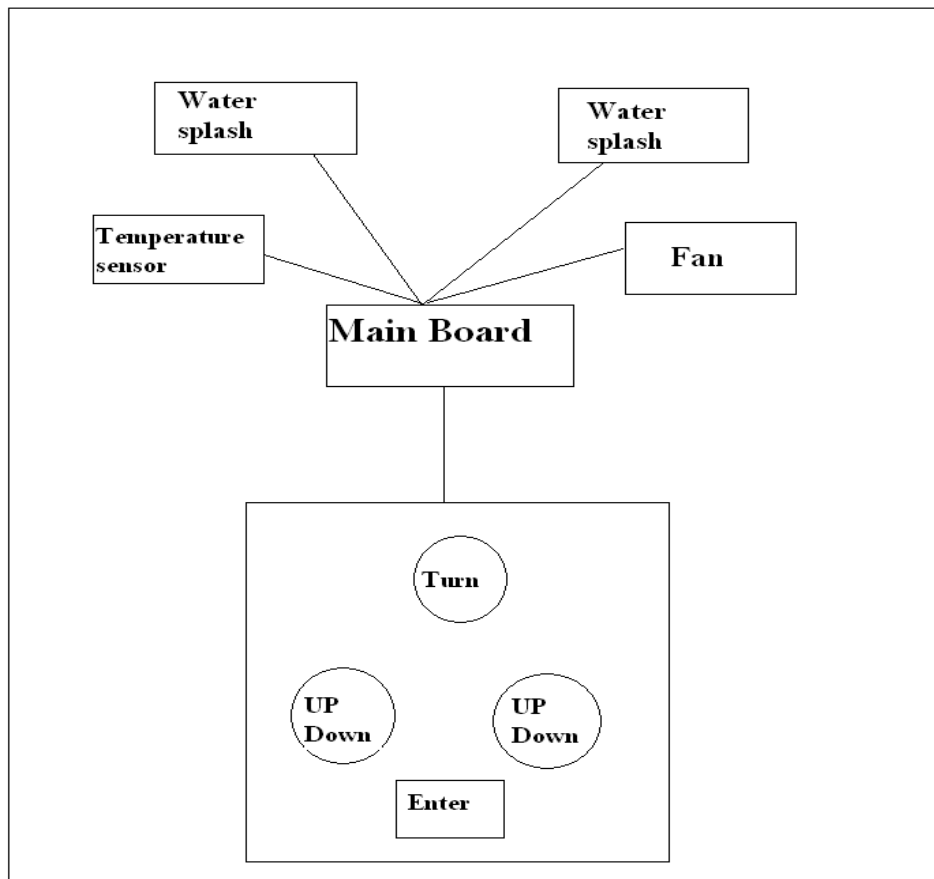 Water
splash
Water
splash
Temperature
sensor
Fan
Main Board
Turn
UP
Down
UP
Down
Enter